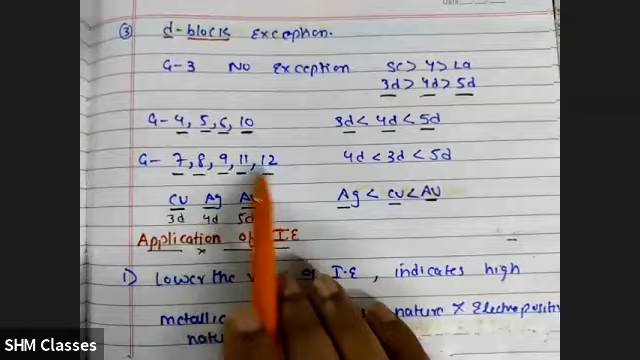 Date
③ d-block Exception.
G-3 No Exception Sc > Y > La
3d > 4d > 5d
G- 4, 5, 6, 10 3d < 4d < 5d
G- 7, 8, 9, 11, 12 4d < 3d < 5d
Cu Ag Ag < Cu < Au
3d 4d 5d
Application of I.E
1) Lower the of I.E, indicates high
metallic nature × Electropositi
SHM Classes